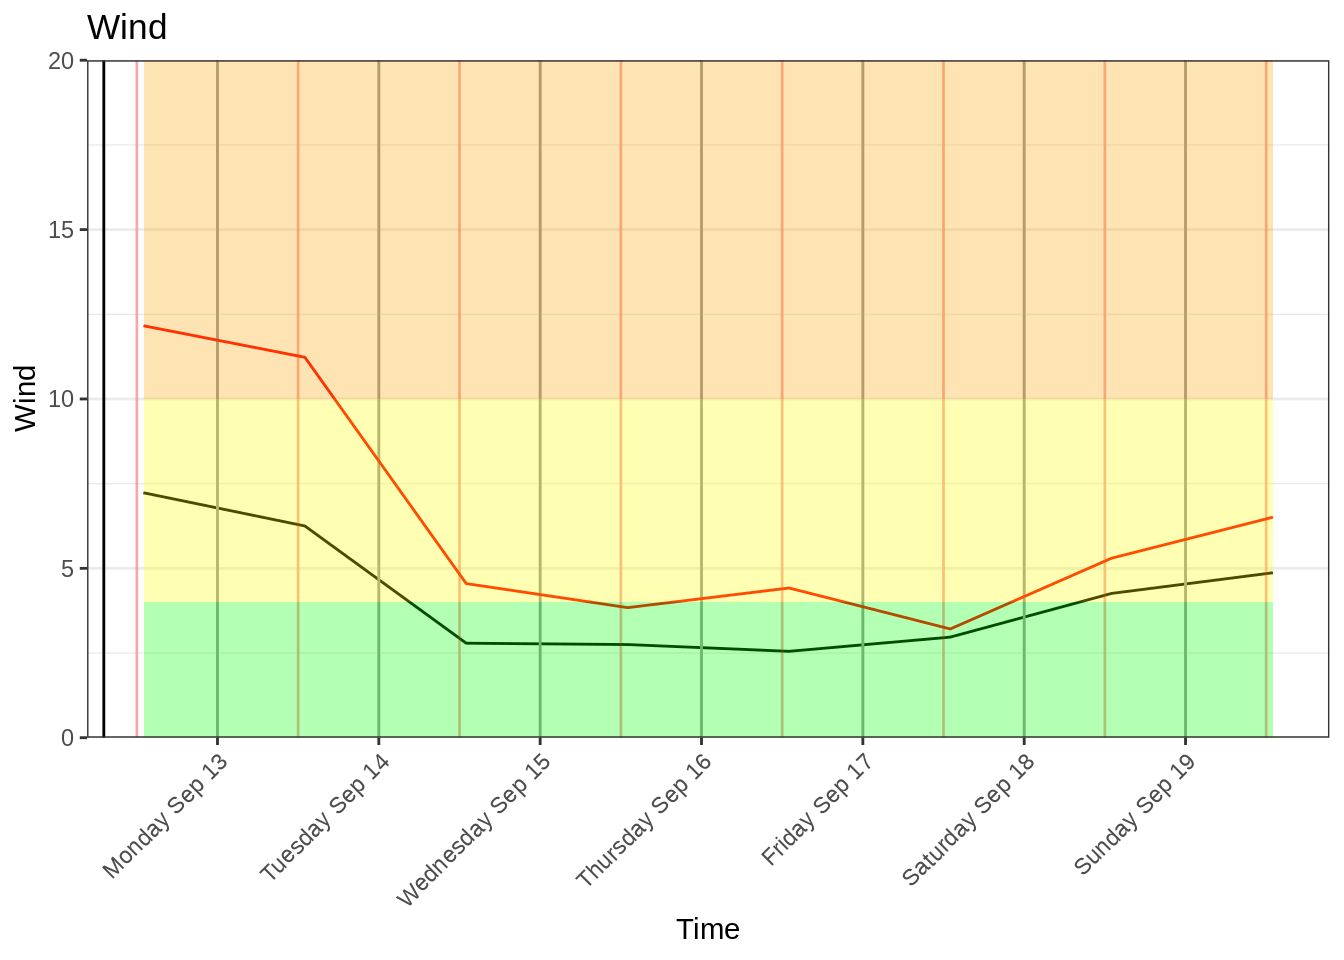 Wind
20
15
10
5
0
Wind
Monday Sep 13
Tuesday Sep 14
Wednesday Sep 15
Thursday Sep 16
Friday Sep 17
Saturday Sep 18
Sunday Sep 19
Time